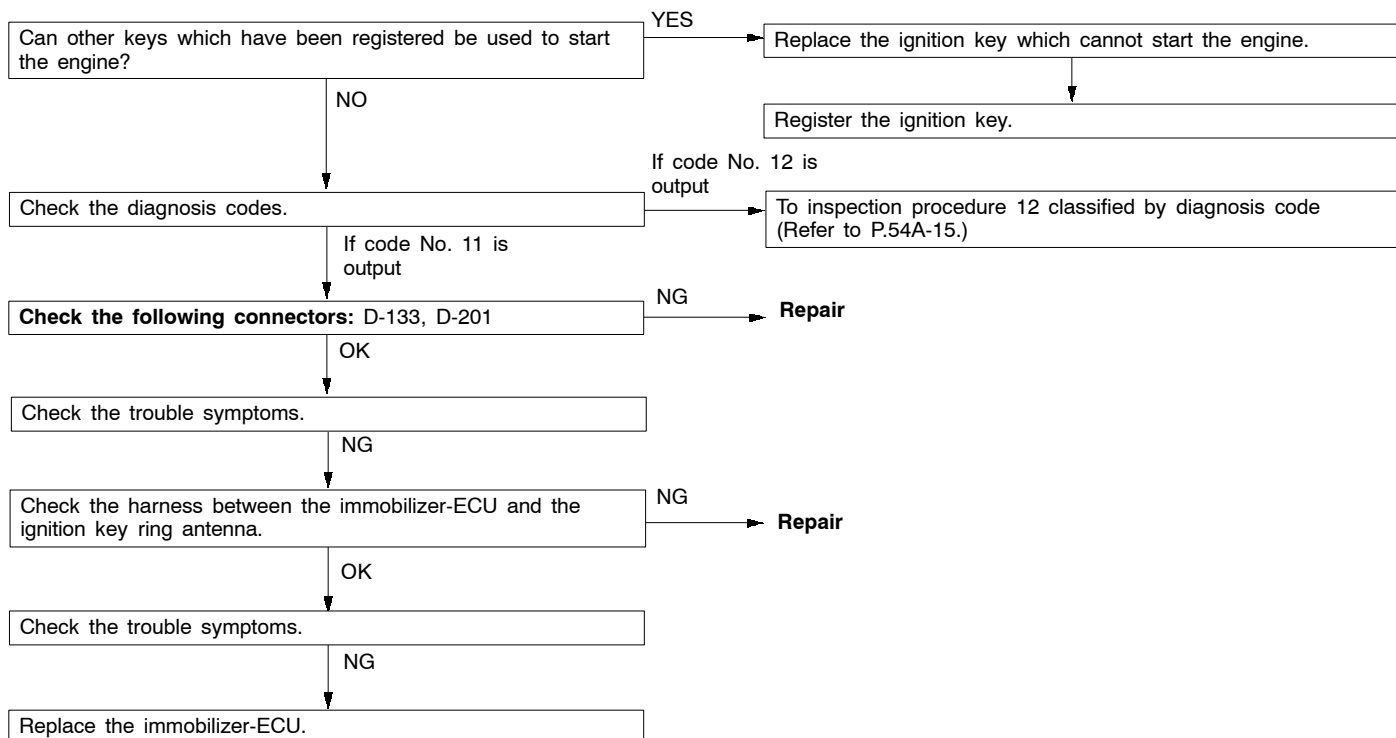 Can other keys which have been registered be used to start
the engine?
YES
Replace the ignition key which cannot start the engine.
NO
Register the ignition key.
If code No. 12 is
output
Check the diagnosis codes.
To inspection procedure 12 classified by diagnosis code
(Refer to P.54A-15.)
If code No. 11 is
output
Check the following connectors: D-133, D-201
NG
Repair
OK
Check the trouble symptoms.
NG
Check the harness between the immobilizer-ECU and the
ignition key ring antenna.
NG
Repair
OK
Check the trouble symptoms.
NG
Replace the immobilizer-ECU.